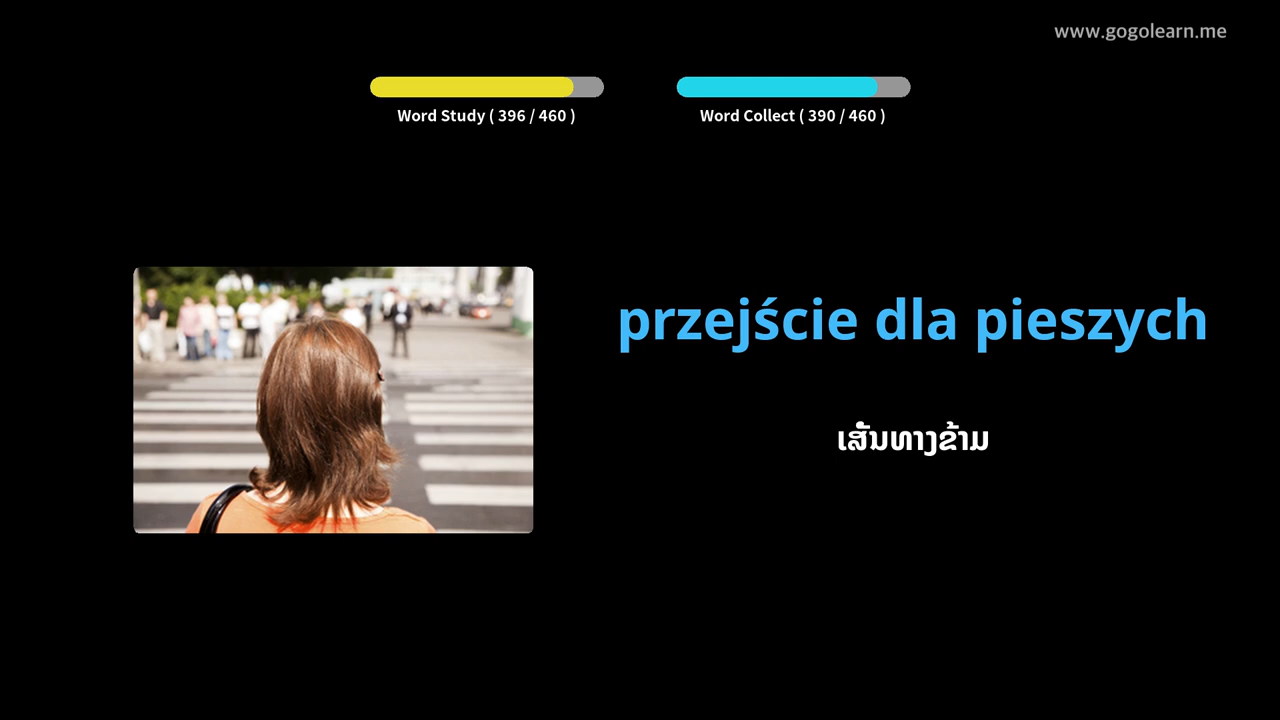 www.gogolearn.me
Word Study ( 396 / 460 )
Word Collect ( 390 / 460 )
przejście dla pieszych
ເສັ້ນທາງຂ້າມ